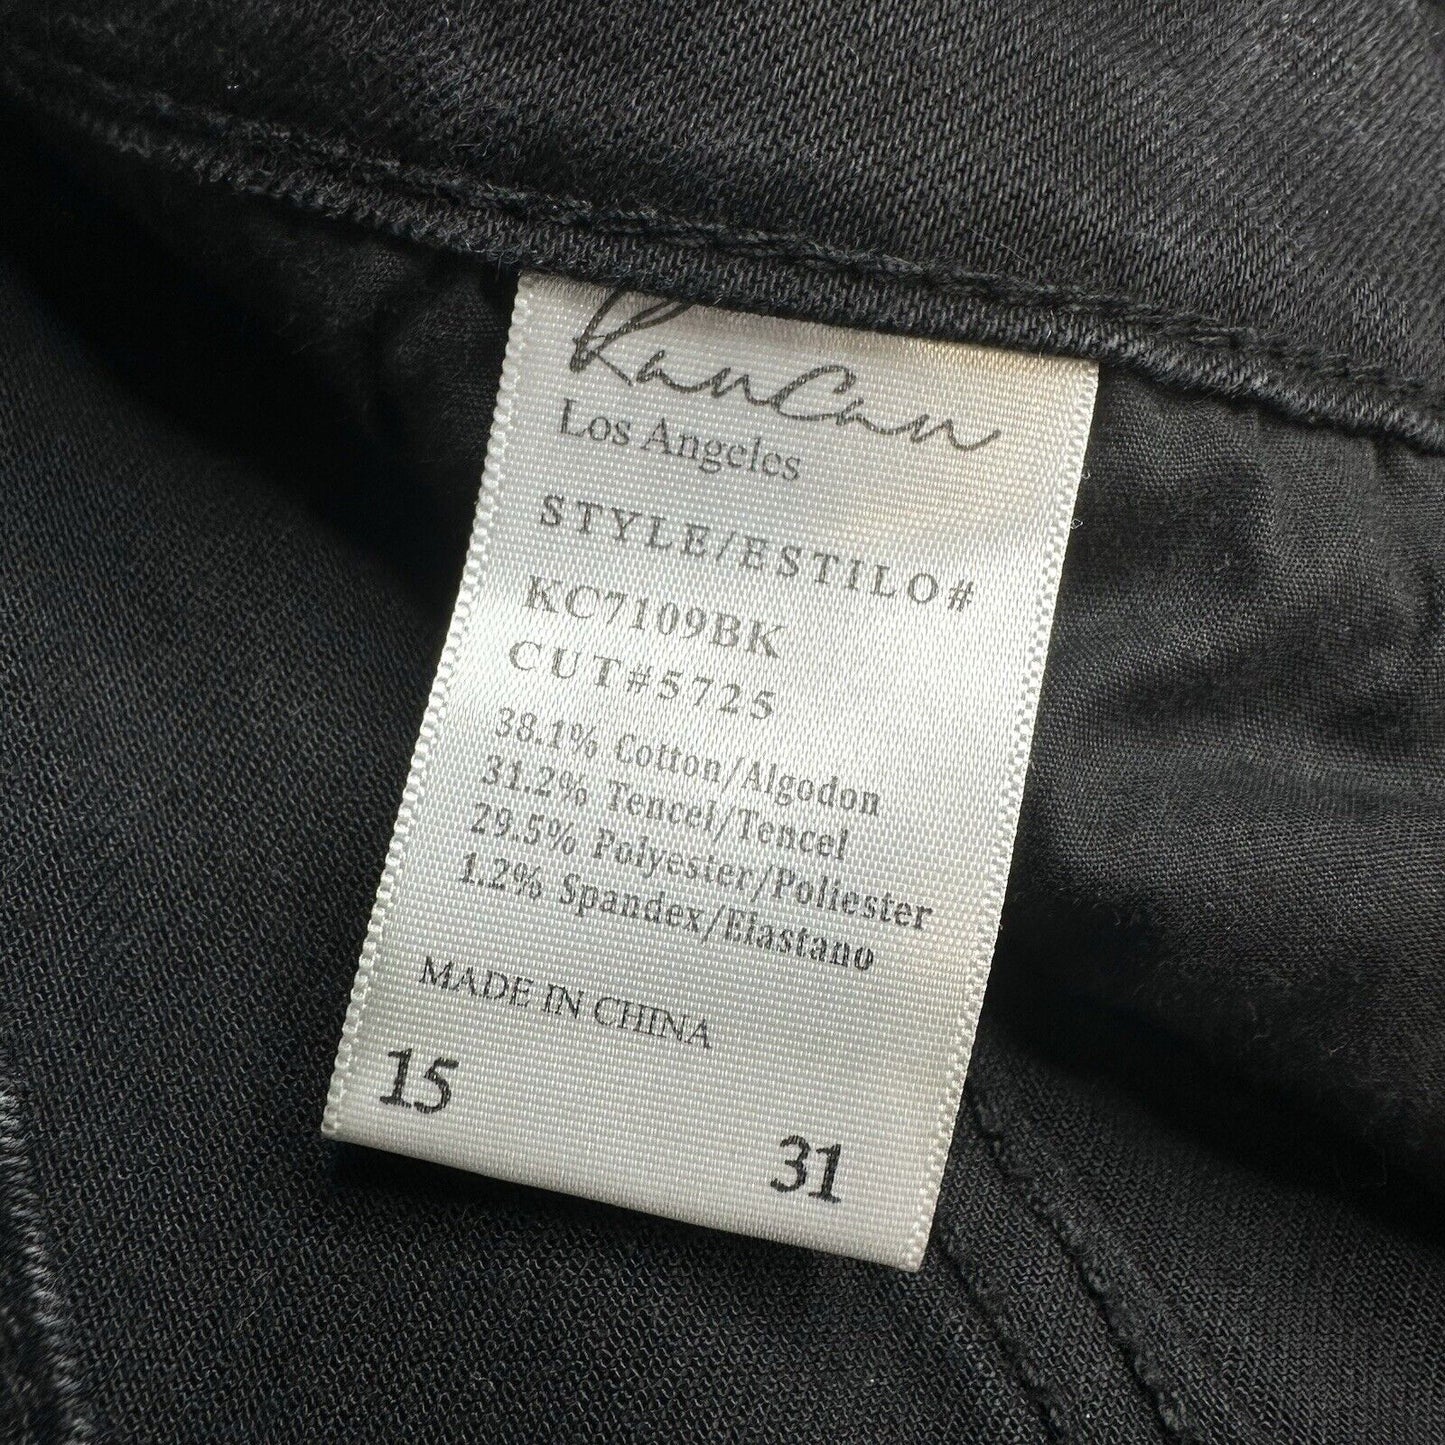 KanCan
Los Angeles
STYLE/ESTILO#
KC7109BK
CUT#5725
38.1% Cotton/Algodon
31.2% Tencel/Tencel
29.5% Polyester/Poliester
1.2% Spandex/Elastano
MADE IN CHINA
15
31